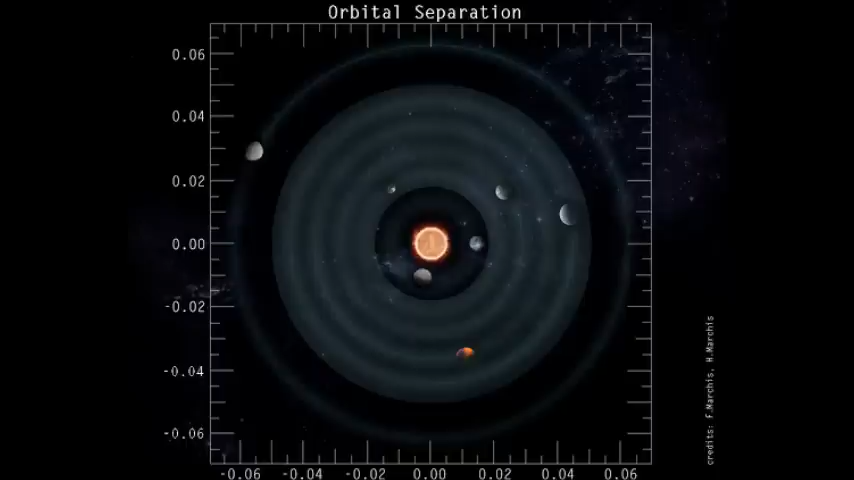 Orbital Separation
0.06
0.04
0.02
0.00
-0.02
-0.04
-0.06
-0.06 -0.04 -0.02 0.00 0.02 0.04 0.06
credits: F.Marchis, H.Marchis